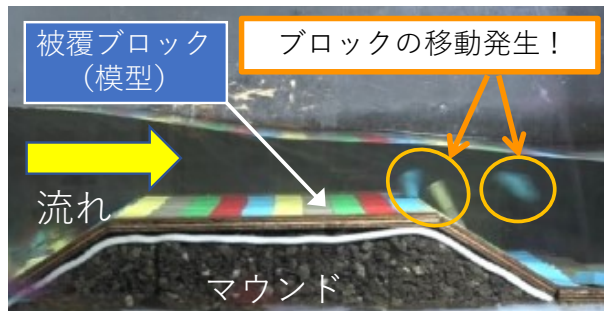 被覆ブロック
（模型）
ブロックの移動発生！
流れ
マウンド